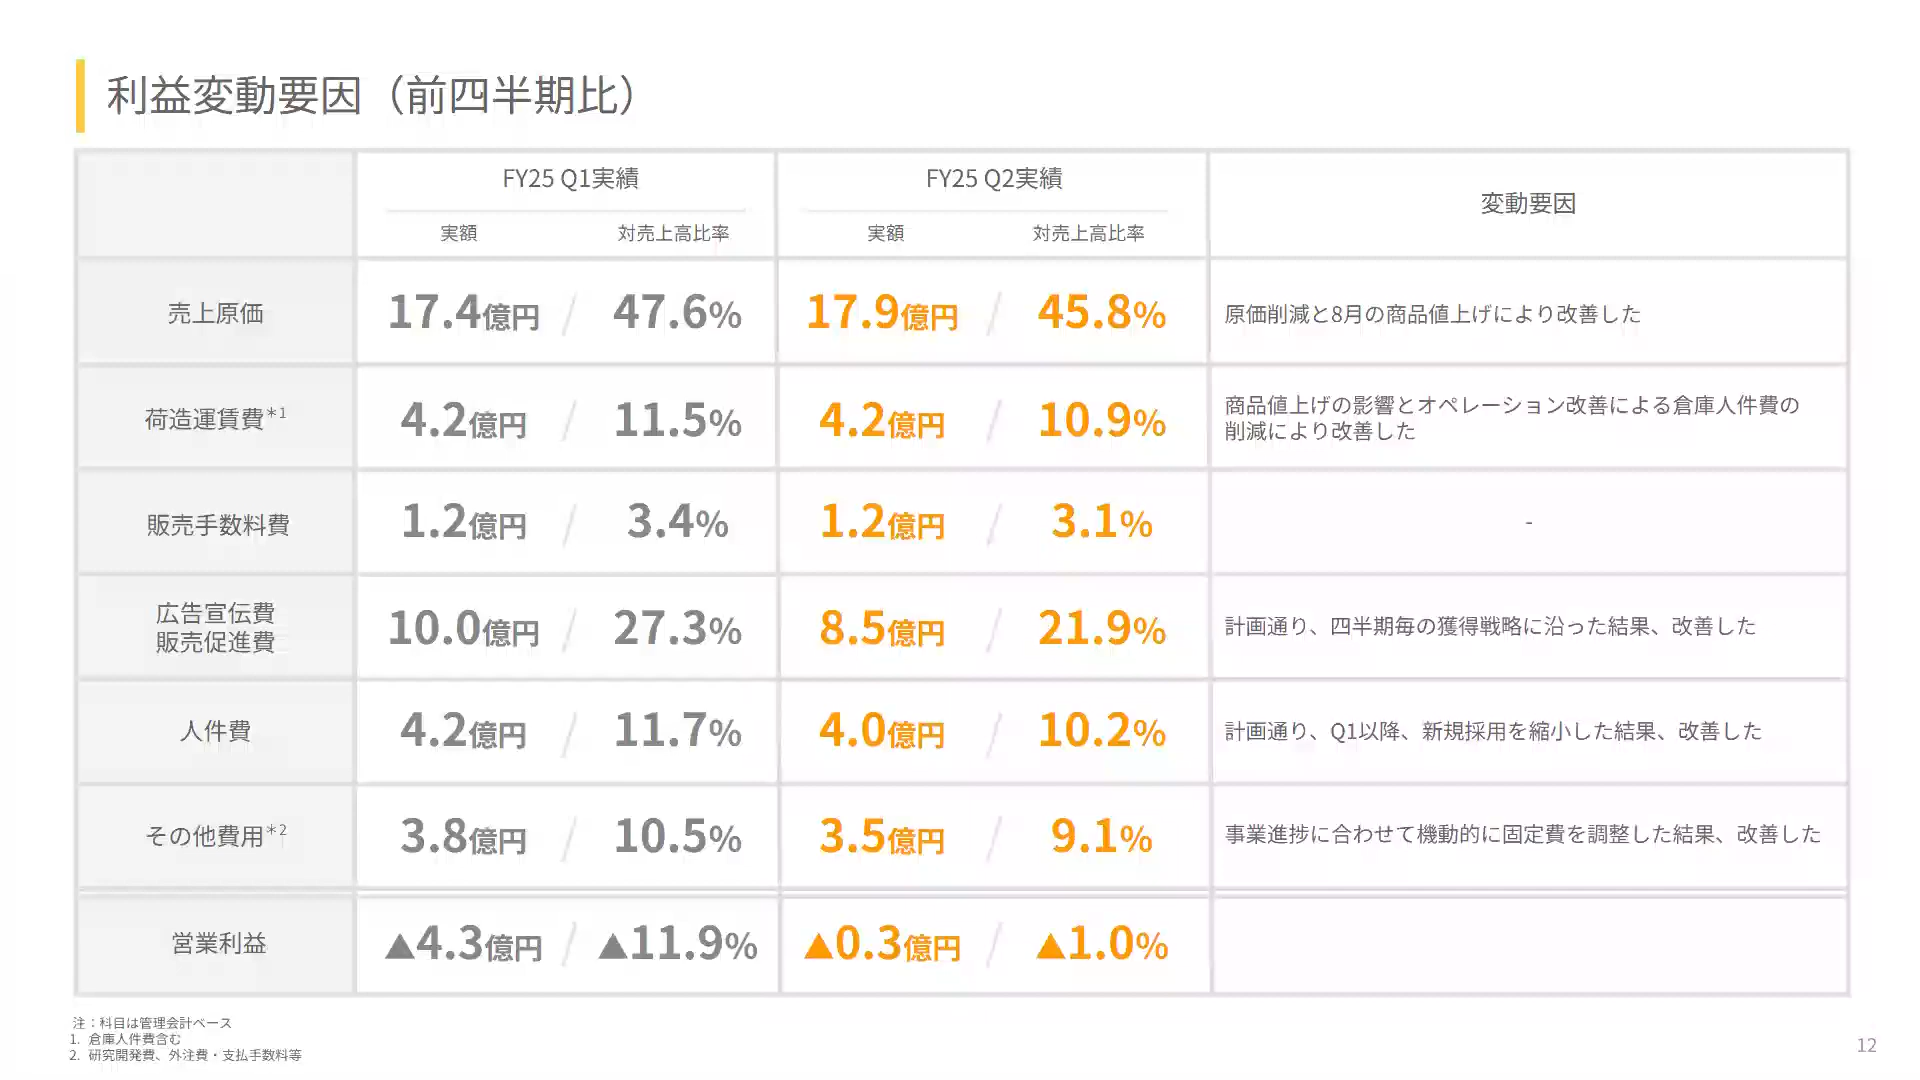 利益変動要因（前四半期比）
FY25 Q1実績
FY25 Q2実績
変動要因
実額 対売上高比率 実額 対売上高比率
売上原価 17.4億円 / 47.6% 17.9億円 / 45.8% 原価削減と8月の商品値上げにより改善した
荷造運賃費＊1 4.2億円 / 11.5% 4.2億円 / 10.9% 商品値上げの影響とオペレーション改善による倉庫人件費の
削減により改善した
販売手数料費 1.2億円 / 3.4% 1.2億円 / 3.1% -
広告宣伝費
販売促進費 10.0億円 / 27.3% 8.5億円 / 21.9% 計画通り、四半期毎の獲得戦略に沿った結果、改善した
人件費 4.2億円 / 11.7% 4.0億円 / 10.2% 計画通り、Q1以降、新規採用を縮小した結果、改善した
その他費用＊2 3.8億円 / 10.5% 3.5億円 / 9.1% 事業進捗に合わせて機動的に固定費を調整した結果、改善した
営業利益 ▲4.3億円 / ▲11.9% ▲0.3億円 / ▲1.0%
注：科目は管理会計ベース
1. 倉庫人件費含む
2. 研究開発費、外注費・支払手数料等
12